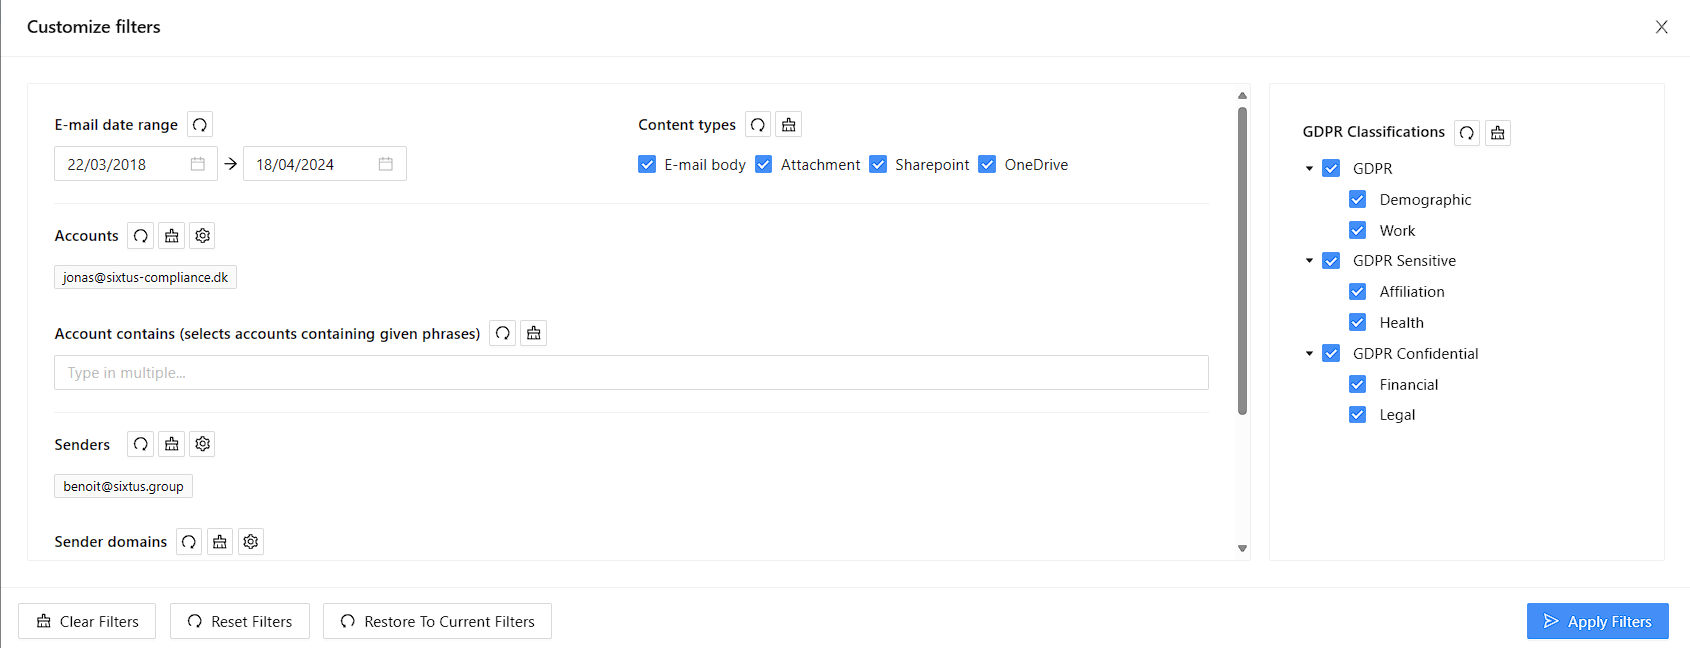 Customize filters
E-mail date range
22/03/2018
18/04/2024
Content types
E-mail body
Attachment
Sharepoint
OneDrive
Accounts
jonas@sixtus-compliance.dk
Account contains (selects accounts containing given phrases)
Type in multiple...
Senders
benoit@sixtus.group
Sender domains
GDPR Classifications
GDPR
Demographic
Work
GDPR Sensitive
Affiliation
Health
GDPR Confidential
Financial
Legal
Clear Filters
Reset Filters
Restore To Current Filters
Apply Filters